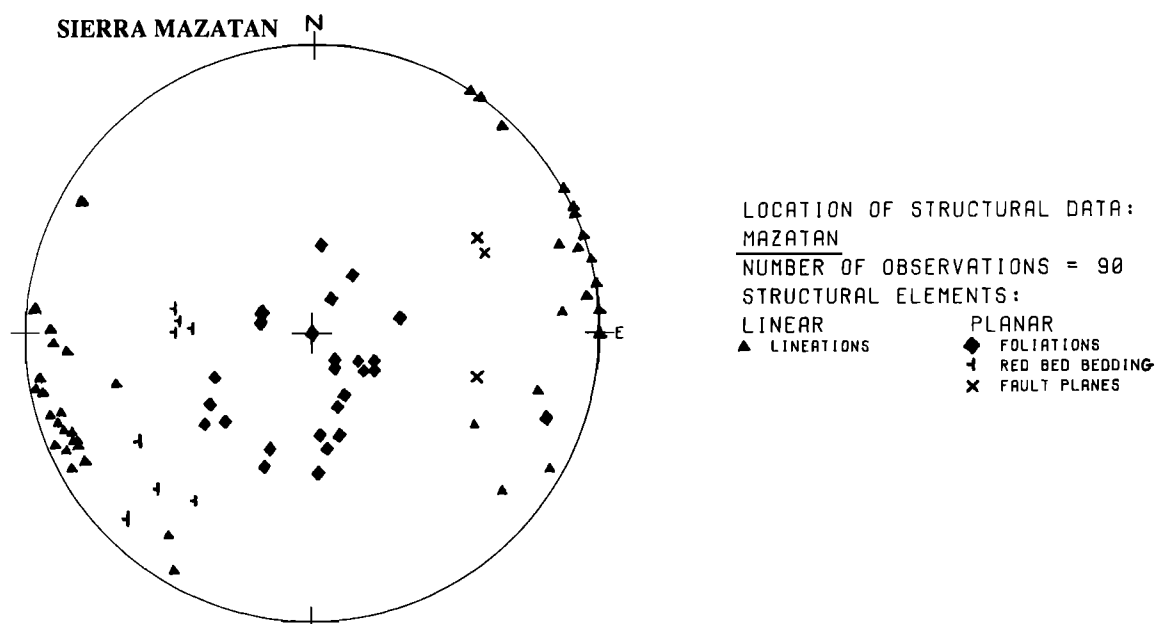 SIERRA MAZATAN
N
E
LOCATION OF STRUCTURAL DATA:
MAZATAN
NUMBER OF OBSERVATIONS = 90
STRUCTURAL ELEMENTS:
LINEAR PLANAR
LINEATIONS FOLIATIONS
RED BED BEDDING
FAULT PLANES